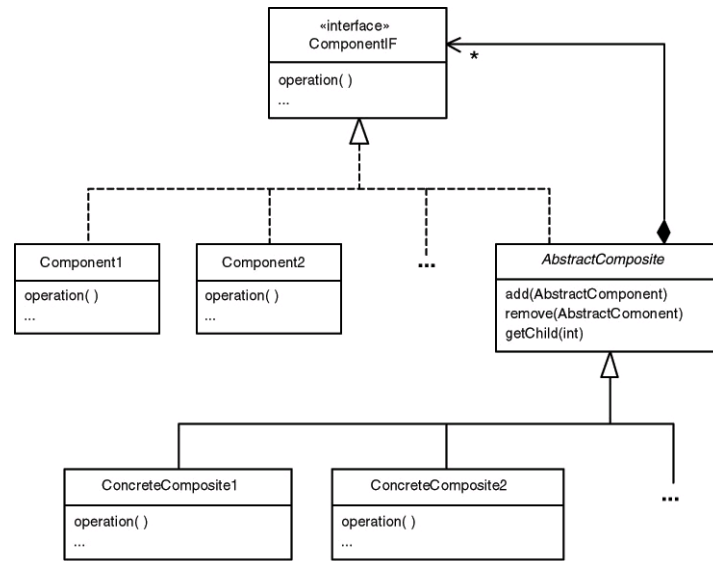 «interface»
ComponentIF
operation( )
...
*
Component1
operation( )
...
Component2
operation( )
...
...
AbstractComposite
add(AbstractComponent)
remove(AbstractComonent)
getChild(int)
ConcreteComposite1
operation( )
...
ConcreteComposite2
operation( )
...
...